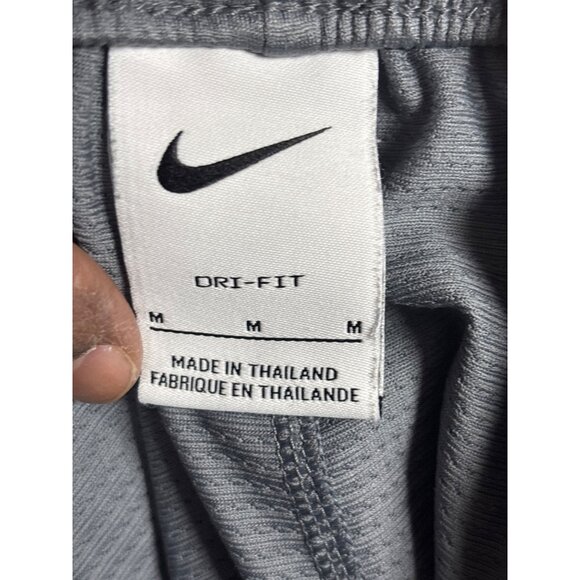 DRI-FIT
M M M
MADE IN THAILAND
FABRIQUE EN THAILANDE